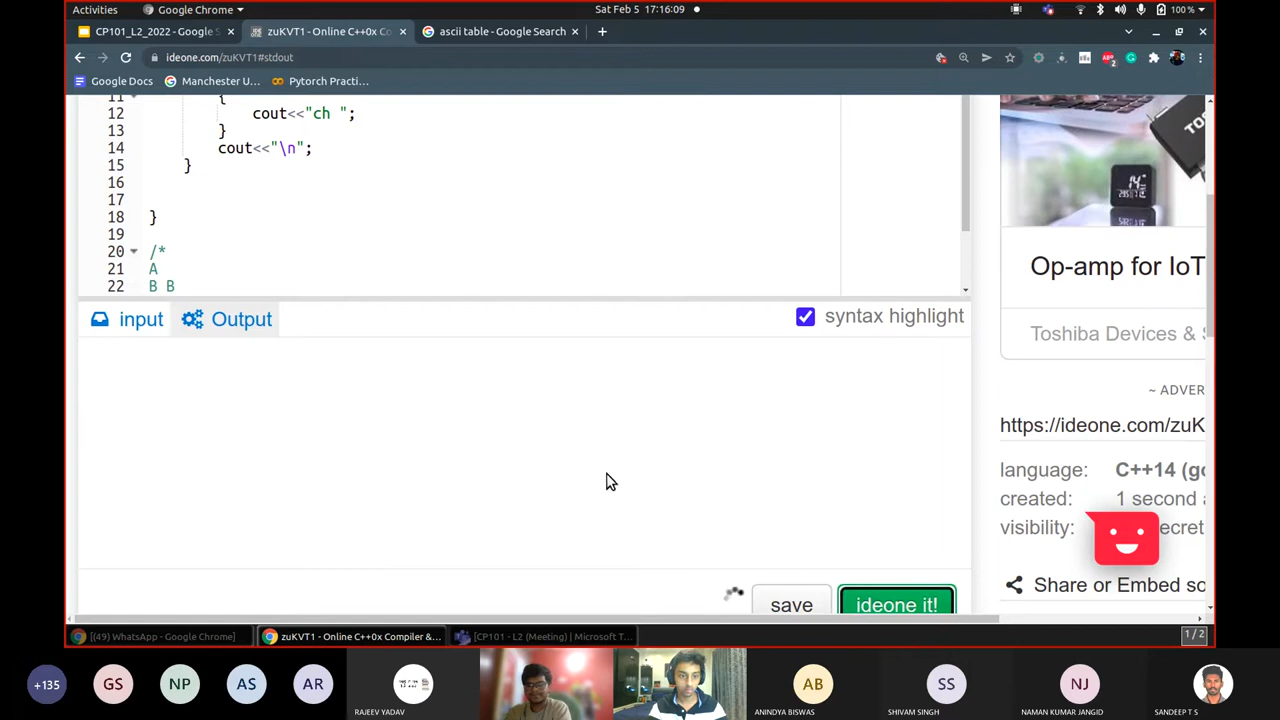 Activities
Google Chrome
Sat Feb 5 17:16:09
100%
CP101_L2_2022 - Google S
zuKVT1 - Online C++0x Co
ascii table - Google Search
ideone.com/zuKVT1#stdout
Google Docs
Manchester U...
Pytorch Practi...
11 {
12 cout<<"ch ";
13 }
14 cout<<"\n";
15 }
16
17
18 }
19
20 /*
21 A
22 B B
input
Output
syntax highlight
save
ideone it!
Op-amp for IoT
Toshiba Devices & S
~ ADVER
https://ideone.com/zuK
language: C++14 (g
created: 1 second a
visibility: ecret
Share or Embed so
[(49) WhatsApp - Google Chrome]
zuKVT1 - Online C++0x Compiler &...
[CP101 - L2 (Meeting) | Microsoft T...
1 / 2
+135
GS
NP
AS
AR
RAJEEV YADAV
AB
ANINDYA BISWAS
SS
SHIVAM SINGH
NJ
NAMAN KUMAR JANGID
SANDEEP T S